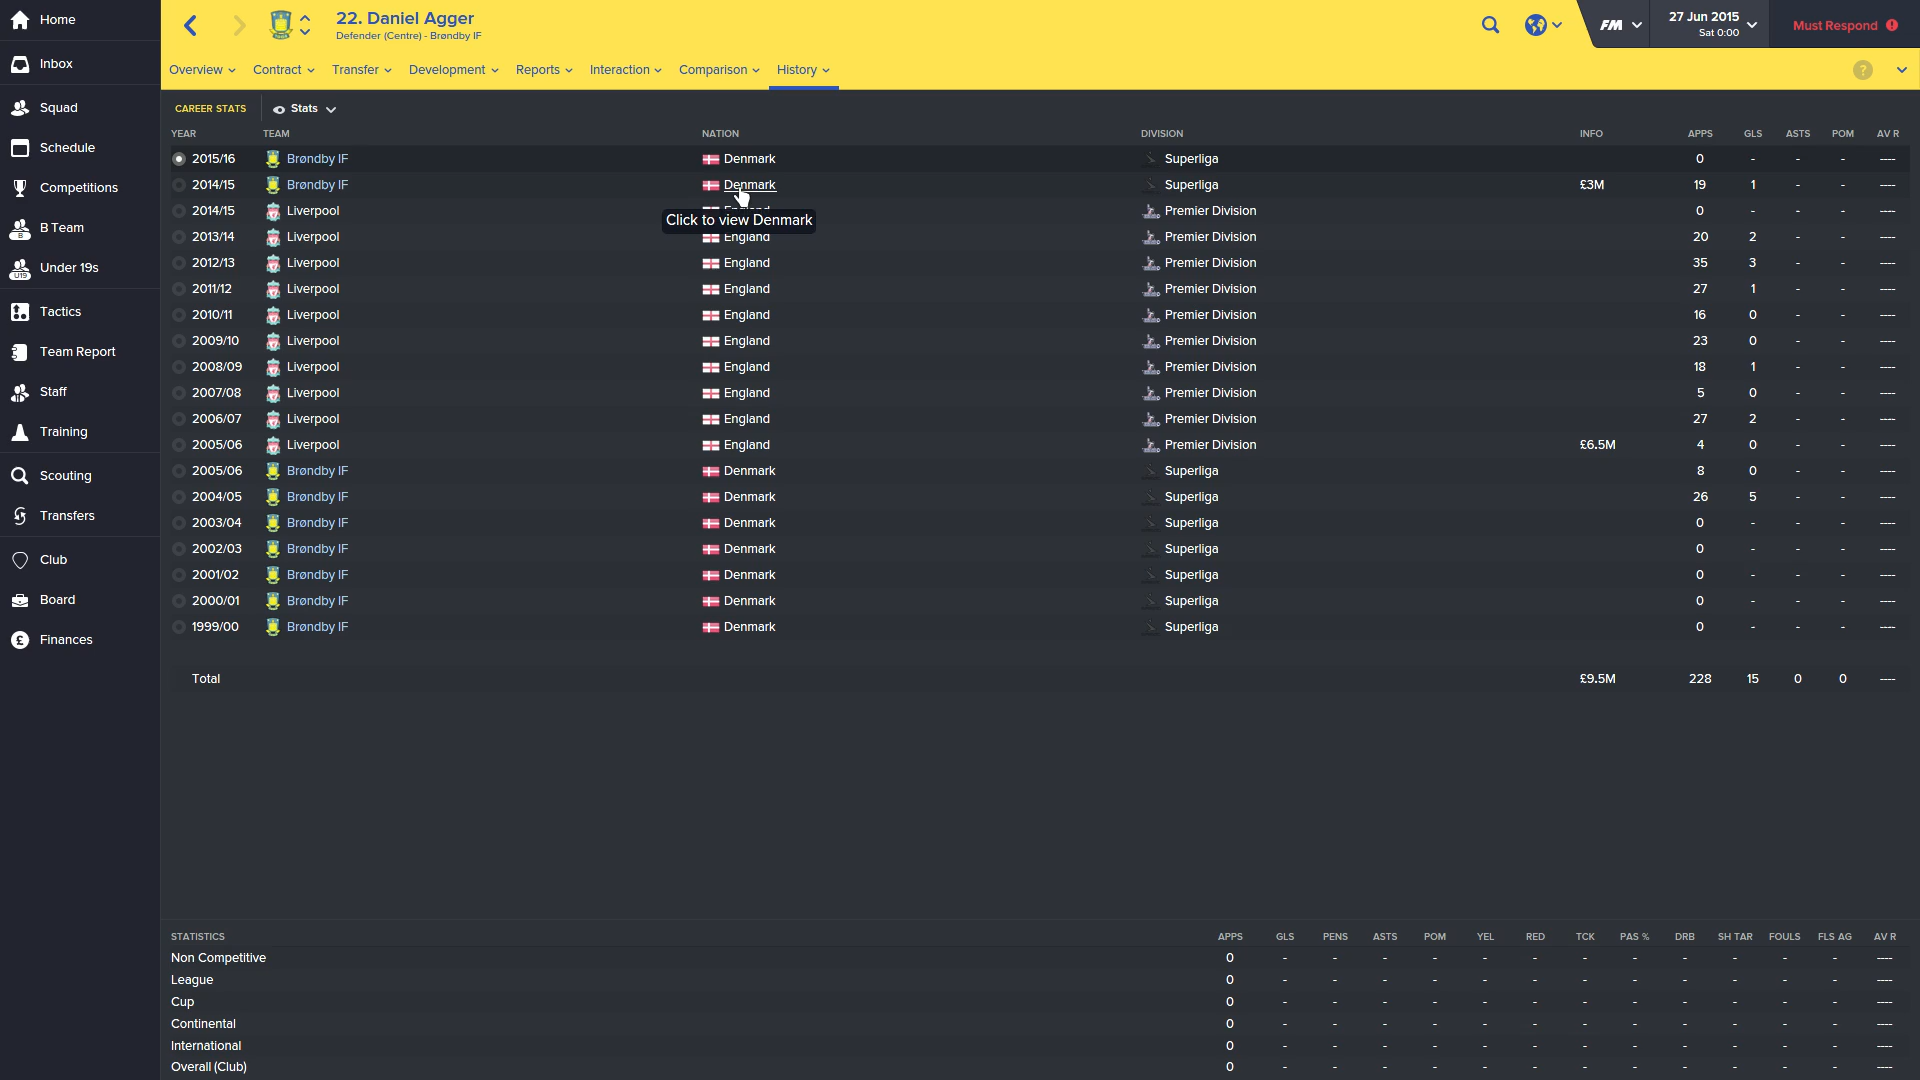 Home
Inbox
Squad
Schedule
Competitions
B Team
Under 19s
Tactics
Team Report
Staff
Training
Scouting
Transfers
Club
Board
Finances
22. Daniel Agger
Defender (Centre) - Brøndby IF
FM
27 Jun 2015
Sat 0:00
Must Respond
Overview Contract Transfer Development Reports Interaction Comparison History
CAREER STATS Stats
YEAR TEAM NATION DIVISION INFO APPS GLS ASTS POM AV R
2015/16 Brøndby IF Denmark Superliga 0 - - - ----
2014/15 Brøndby IF Denmark Superliga £3M 19 1 - - ----
2014/15 Liverpool England Premier Division 0 - - - ----
Click to view Denmark
2013/14 Liverpool England Premier Division 20 2 - - ----
2012/13 Liverpool England Premier Division 35 3 - - ----
2011/12 Liverpool England Premier Division 27 1 - - ----
2010/11 Liverpool England Premier Division 16 0 - - ----
2009/10 Liverpool England Premier Division 23 0 - - ----
2008/09 Liverpool England Premier Division 18 1 - - ----
2007/08 Liverpool England Premier Division 5 0 - - ----
2006/07 Liverpool England Premier Division 27 2 - - ----
2005/06 Liverpool England Premier Division £6.5M 4 0 - - ----
2005/06 Brøndby IF Denmark Superliga 8 0 - - ----
2004/05 Brøndby IF Denmark Superliga 26 5 - - ----
2003/04 Brøndby IF Denmark Superliga 0 - - - ----
2002/03 Brøndby IF Denmark Superliga 0 - - - ----
2001/02 Brøndby IF Denmark Superliga 0 - - - ----
2000/01 Brøndby IF Denmark Superliga 0 - - - ----
1999/00 Brøndby IF Denmark Superliga 0 - - - ----
Total £9.5M 228 15 0 0 ----
STATISTICS APPS GLS PENS ASTS POM YEL RED TCK PAS % DRB SH TAR FOULS FLS AG AV R
Non Competitive 0 - - - - - - - - - - - - ----
League 0 - - - - - - - - - - - - ----
Cup 0 - - - - - - - - - - - - ----
Continental 0 - - - - - - - - - - - - ----
International 0 - - - - - - - - - - - - ----
Overall (Club) 0 - - - - - - - - - - - - ----